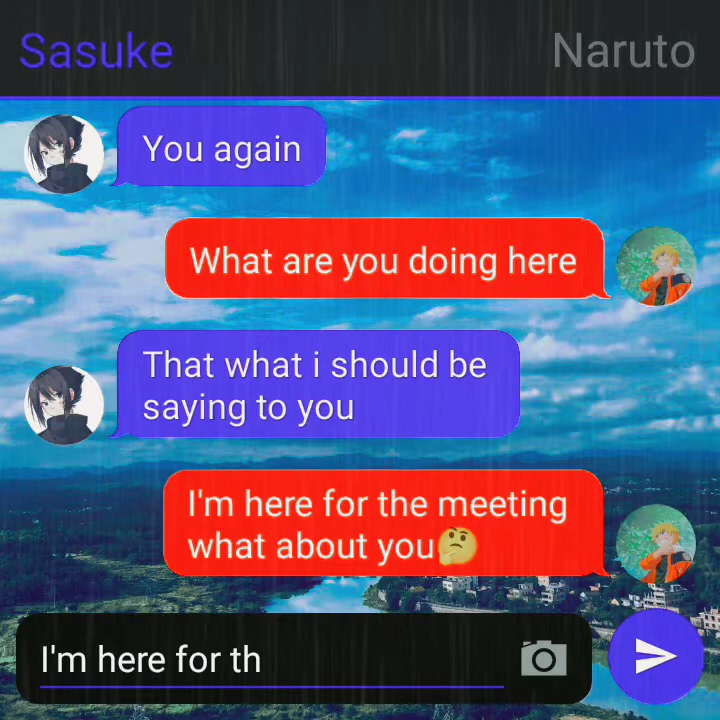 Sasuke
Naruto
You again
What are you doing here
That what i should be
saying to you
I'm here for the meeting
what about you🤔
I'm here for th